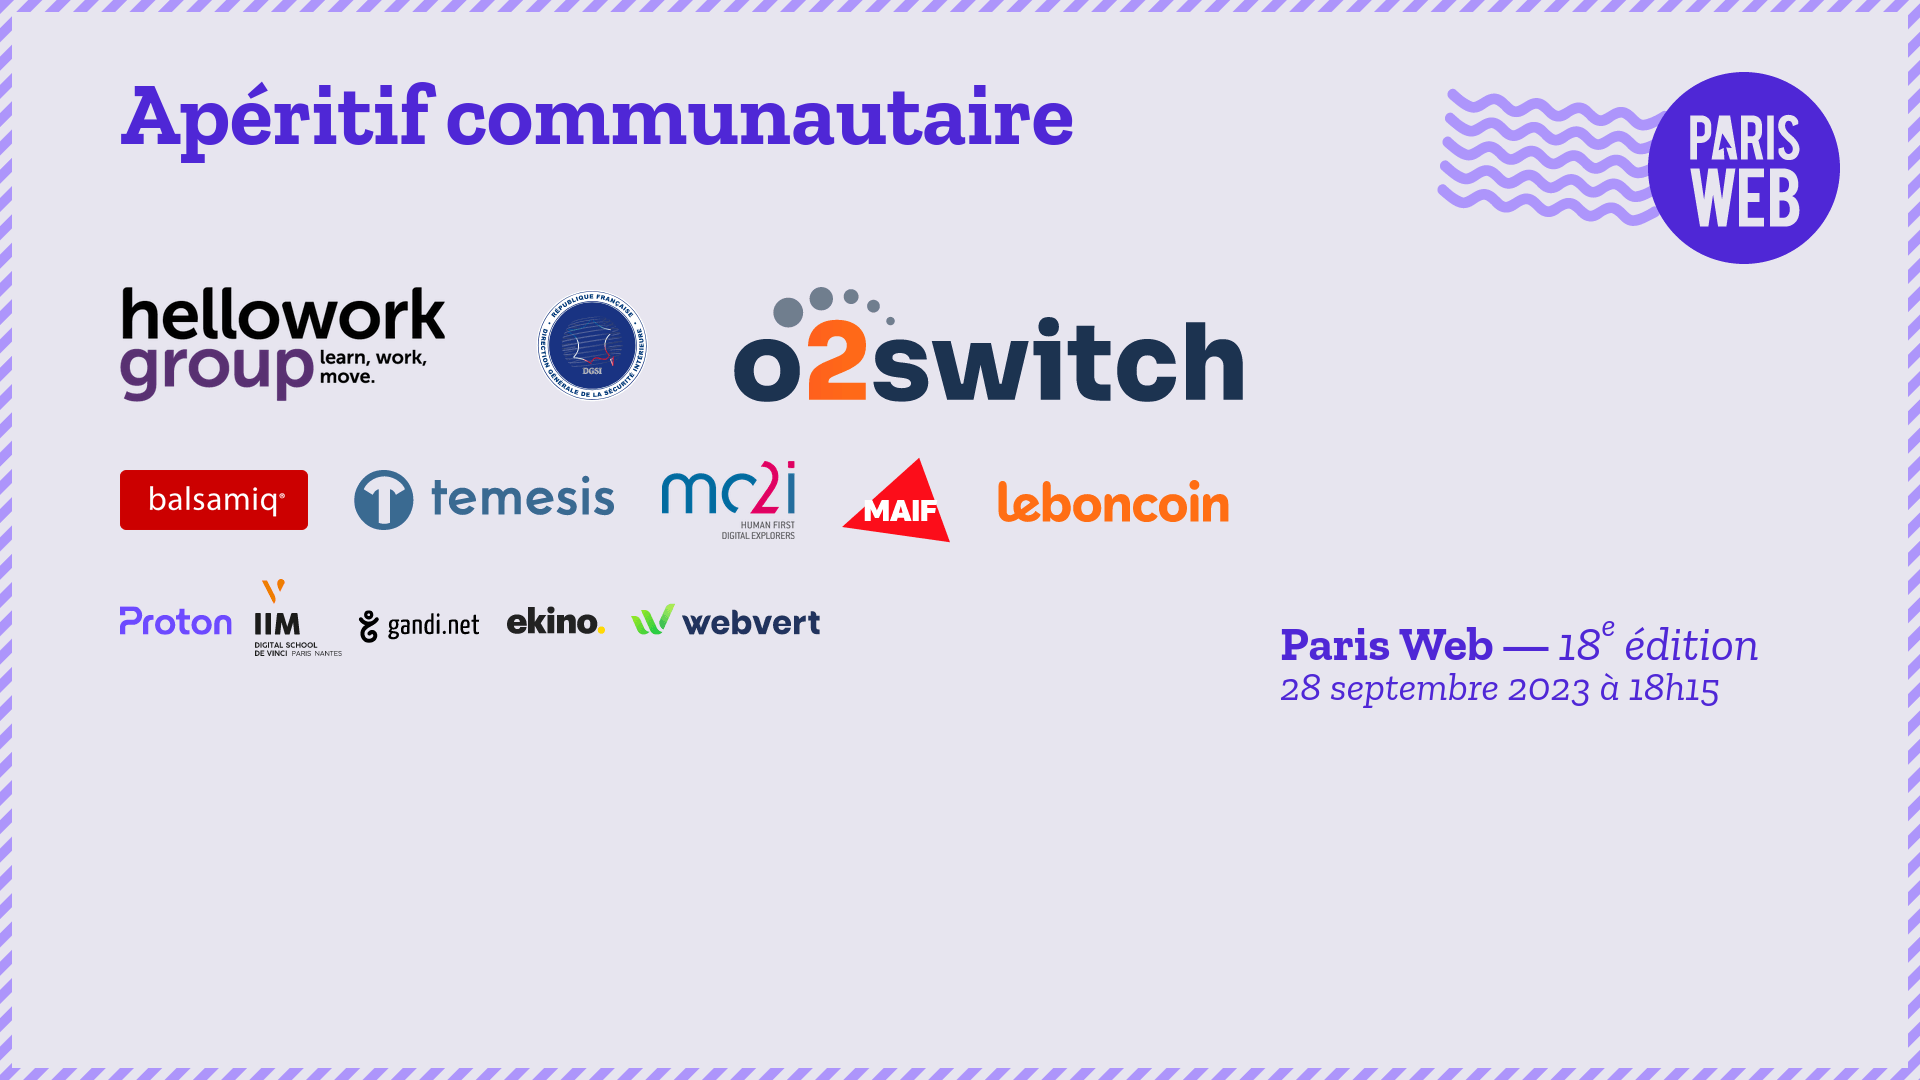 Apéritif communautaire
PARIS
WEB
hellowork
group learn, work,
move.
RÉPUBLIQUE FRANÇAISE
DIRECTION GÉNÉRALE DE LA SÉCURITÉ INTÉRIEURE
DGSI
o2switch
balsamiq®
temesis
mc2i
HUMAN FIRST
DIGITAL EXPLORERS
MAIF
leboncoin
Proton
IIM
DIGITAL SCHOOL
DE VINCI PARIS NANTES
gandi.net
ekino.
webvert
Paris Web — 18e édition
28 septembre 2023 à 18h15